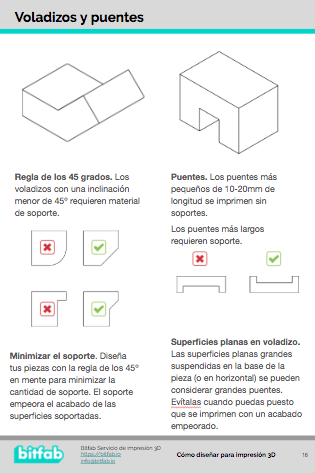 Voladizos y puentes
Regla de los 45 grados. Los
voladizos con una inclinación
menor de 45º requieren material
de soporte.
Puentes. Los puentes más
pequeños de 10-20mm de
longitud se imprimen sin
soportes.
Los puentes más largos
requieren soporte.
Minimizar el soporte. Diseña
tus piezas con la regla de los 45º
en mente para minimizar la
cantidad de soporte. El soporte
empeora el acabado de las
superficies soportadas.
Superficies planas en voladizo.
Las superficies planas grandes
suspendidas en la base de la
pieza (o en horizontal) se pueden
considerar grandes puentes.
Evítalas cuando puedas puesto
que se imprimen con un acabado
empeorado.
bitfab
Bitfab Servicio de impresión 3D
https://bitfab.io
info@bitfab.io
Cómo diseñar para impresión 3D
16